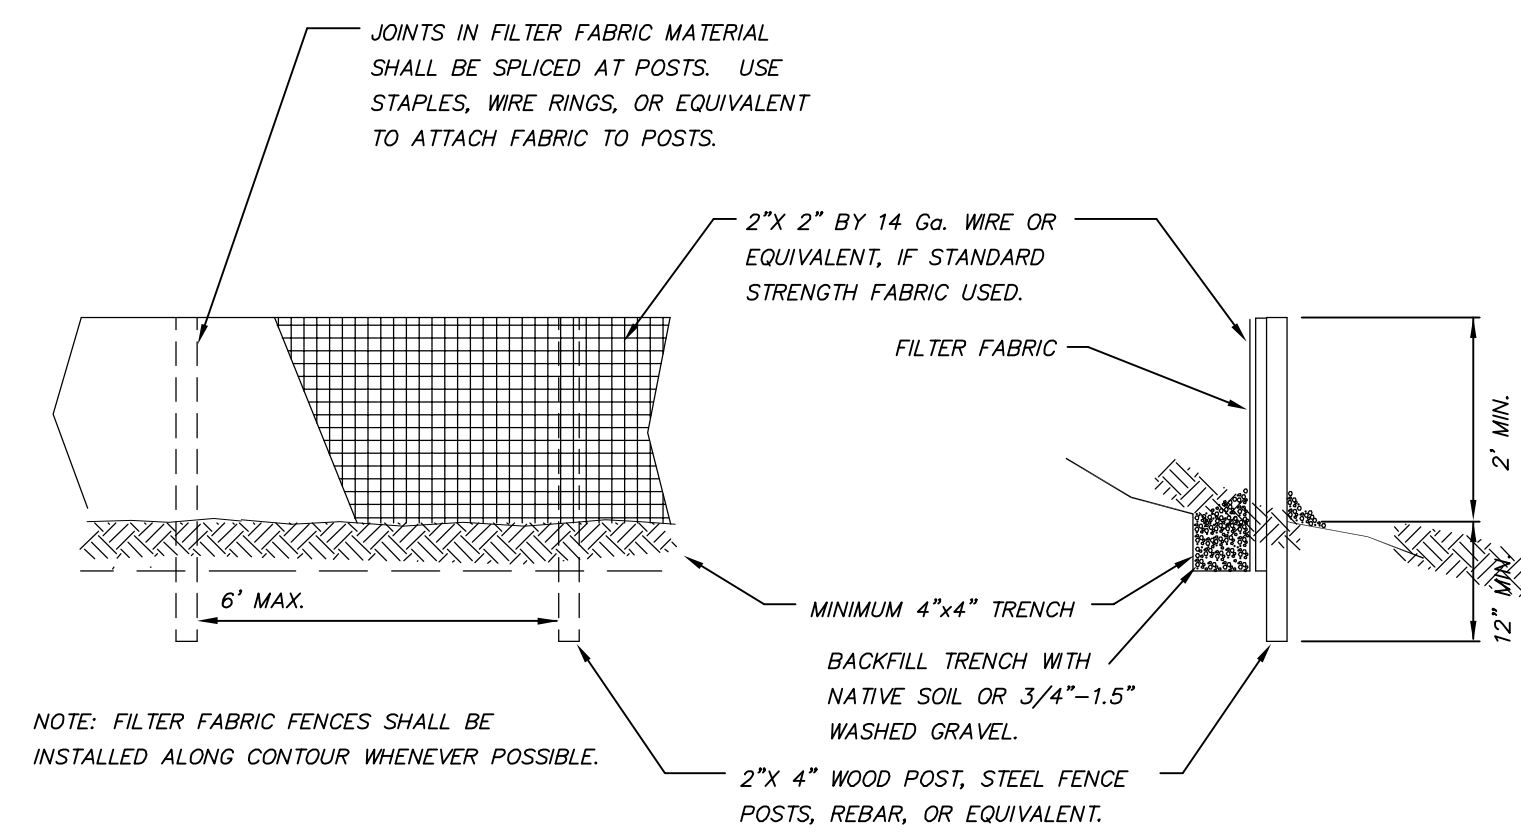 JOINTS IN FILTER FABRIC MATERIAL
SHALL BE SPLICED AT POSTS. USE
STAPLES, WIRE RINGS, OR EQUIVALENT
TO ATTACH FABRIC TO POSTS.
2"X 2" BY 14 Ga. WIRE OR
EQUIVALENT, IF STANDARD
STRENGTH FABRIC USED.
FILTER FABRIC
2' MIN.
12" MIN.
6' MAX.
MINIMUM 4"x4" TRENCH
BACKFILL TRENCH WITH
NATIVE SOIL OR 3/4"-1.5"
WASHED GRAVEL.
NOTE: FILTER FABRIC FENCES SHALL BE
INSTALLED ALONG CONTOUR WHENEVER POSSIBLE.
2"X 4" WOOD POST, STEEL FENCE
POSTS, REBAR, OR EQUIVALENT.